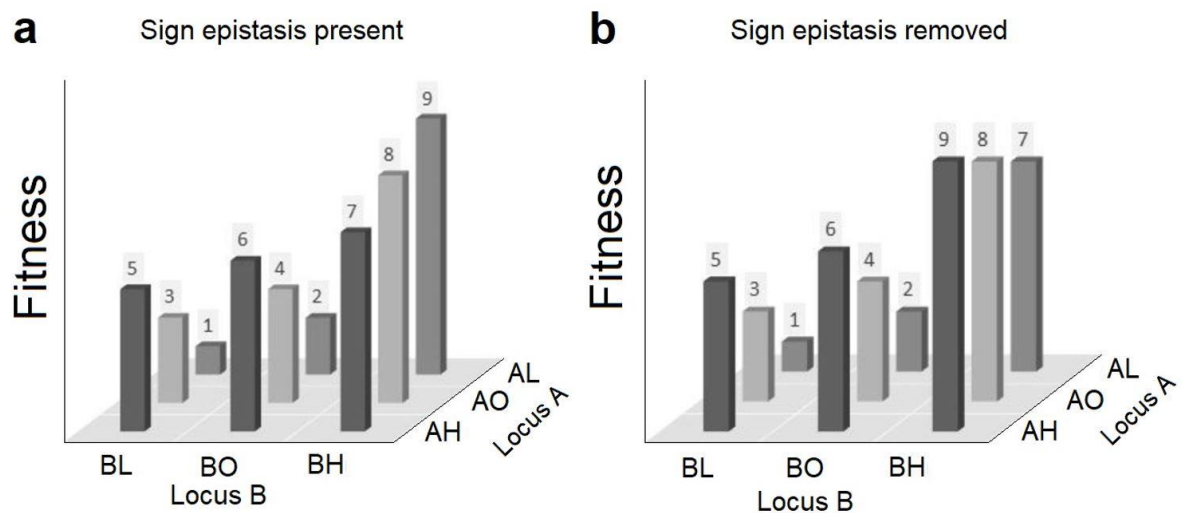 a
Sign epistasis present
Fitness
5
3
1
6
4
2
7
8
9
BL
BO
BH
Locus B
AH
AO
AL
Locus A
b
Sign epistasis removed
Fitness
5
3
1
6
4
2
9
8
7
BL
BO
BH
Locus B
AH
AO
AL
Locus A